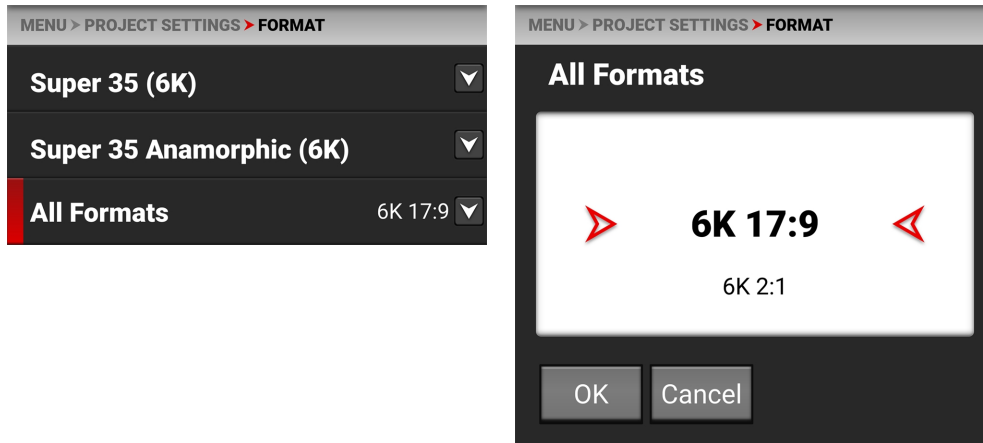 MENU > PROJECT SETTINGS > FORMAT
Super 35 (6K)
Super 35 Anamorphic (6K)
All Formats 6K 17:9
MENU > PROJECT SETTINGS > FORMAT
All Formats
6K 17:9
6K 2:1
OK Cancel